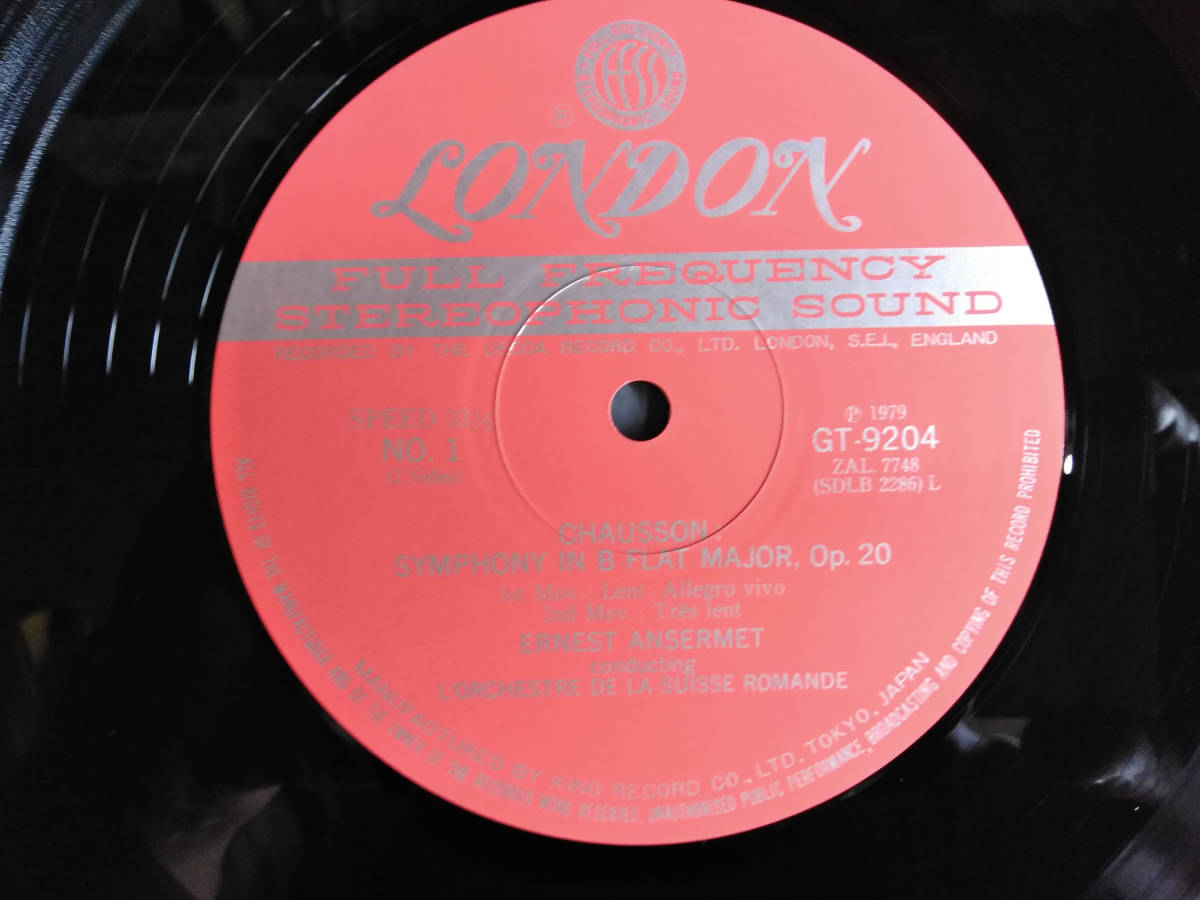 FFSS
®
LONDON
FULL FREQUENCY
STEREOPHONIC SOUND
RECORDED BY THE DECCA RECORD CO., LTD. LONDON, S.E.I., ENGLAND
SPEED 33⅓
NO. 1
℗ 1979
GT-9204
ZAL. 7748
(SDLB 2286) L
CHAUSSON:
SYMPHONY IN B FLAT MAJOR, Op. 20
1st Mov.: Lent - Allegro vivo
2nd Mov.: Très lent
ERNEST ANSERMET
conducting
L'ORCHESTRE DE LA SUISSE ROMANDE
MANUFACTURED BY KING RECORD CO., LTD. TOKYO, JAPAN
ALL RIGHTS OF THE MANUFACTURER AND OF THE OWNER OF THE RECORDED WORK RESERVED, UNAUTHORISED PUBLIC PERFORMANCE, BROADCASTING AND COPYING OF THIS RECORD PROHIBITED